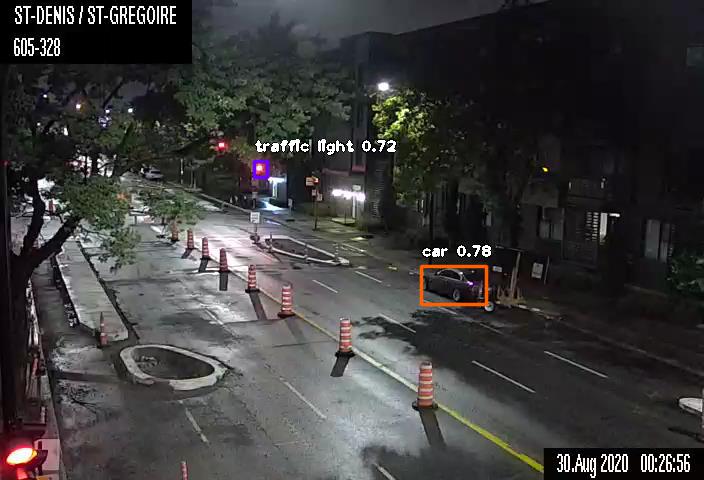 ST-DENIS / ST-GREGOIRE
605-328
traffic light 0.72
car 0.78
30.Aug 2020 00:26:56